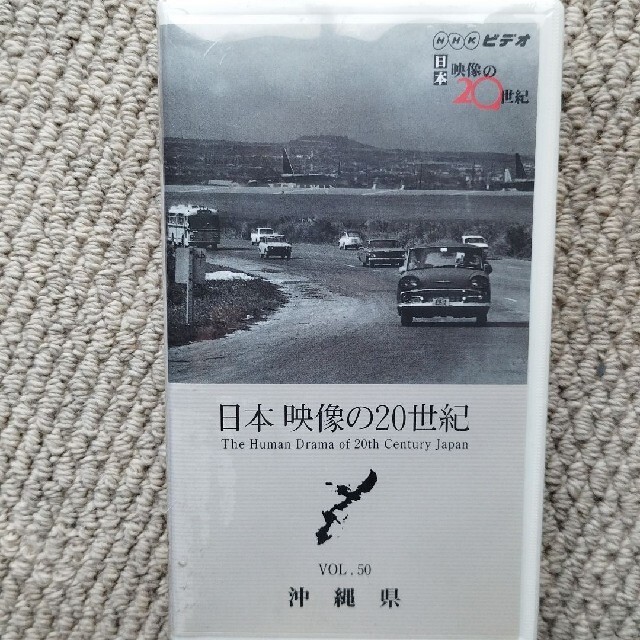 NHKビデオ
日本 映像の
20世紀
日本 映像の20世紀
The Human Drama of 20th Century Japan
VOL.50
沖縄県